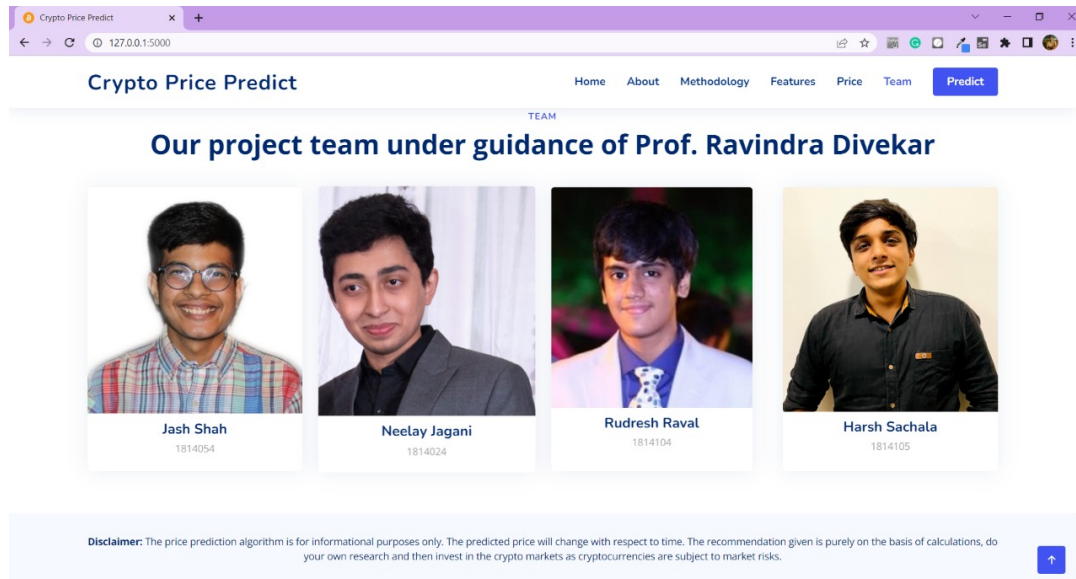 Crypto Price Predict
127.0.0.1:5000
Crypto Price Predict
Home About Methodology Features Price Team Predict
TEAM
Our project team under guidance of Prof. Ravindra Divekar
Jash Shah
1814054
Neelay Jagani
1814024
Rudresh Raval
1814104
Harsh Sachala
1814105
Disclaimer: The price prediction algorithm is for informational purposes only. The predicted price will change with respect to time. The recommendation given is purely on the basis of calculations, do
your own research and then invest in the crypto markets as cryptocurrencies are subject to market risks.